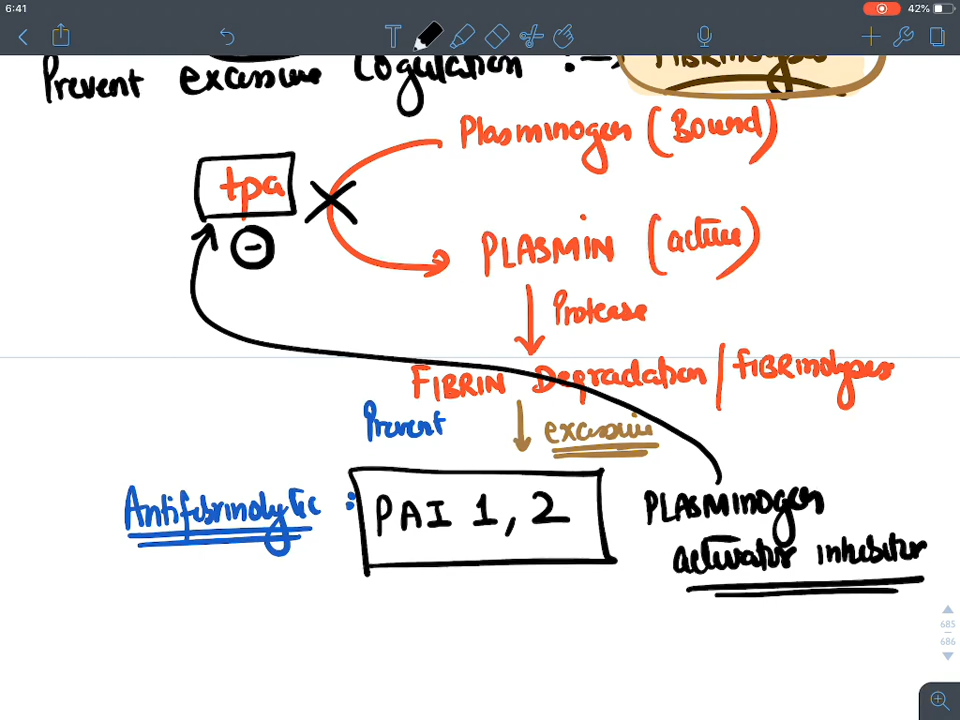 6:41
42%
T
Prevent excessive Cogulation :→ Fibrinolysis
Plasminogen (Bound)
tpa
PLASMIN (active)
Protease
FIBRIN Degradation / FIBRinolysis
Prevent
excessive
Antifibrinolytic : PAI 1, 2
PLASMINOGEN
activator inhibitor
685
686